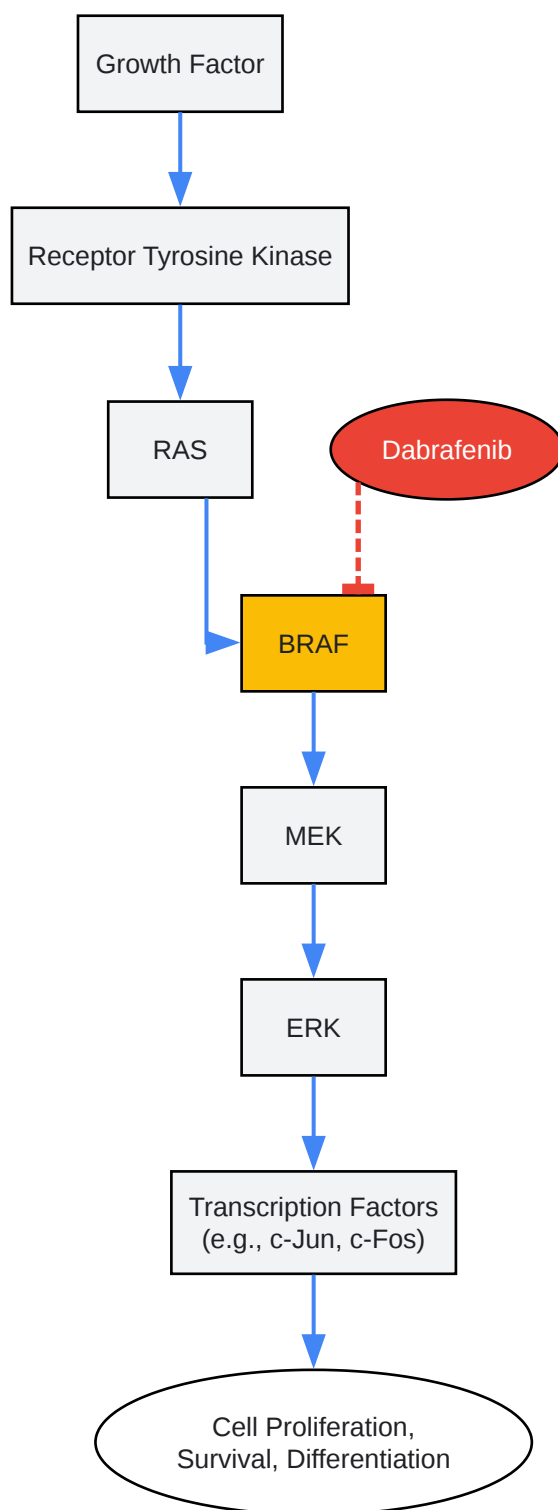 Growth Factor
Receptor Tyrosine Kinase
RAS
Dabrafenib
BRAF
MEK
ERK
Transcription Factors
(e.g., c-Jun, c-Fos)
Cell Proliferation,
Survival, Differentiation